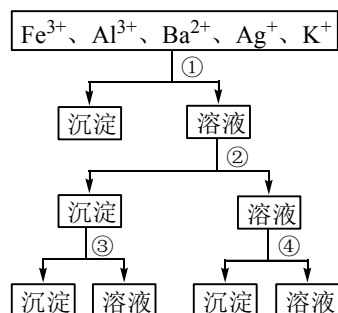 Fe³⁺、Al³⁺、Ba²⁺、Ag⁺、K⁺
①
沉淀 溶液
②
沉淀 溶液
③ ④
沉淀 溶液 沉淀 溶液